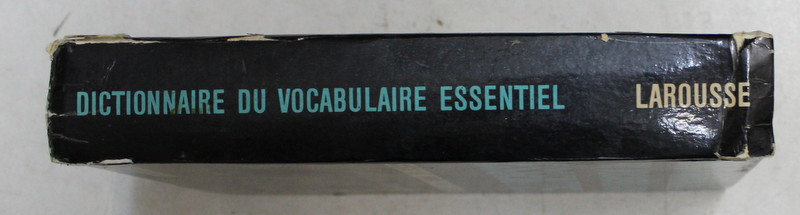 DICTIONNAIRE DU VOCABULAIRE ESSENTIEL LAROUSSE